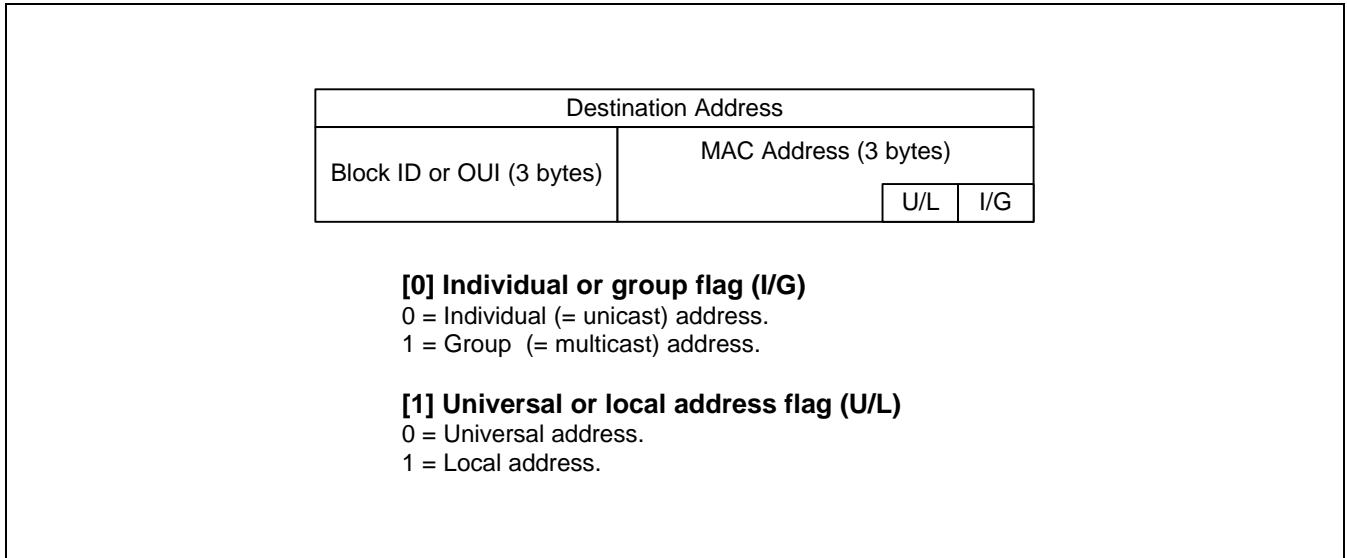 Destination Address
Block ID or OUI (3 bytes)
MAC Address (3 bytes)
U/L
I/G
[0] Individual or group flag (I/G)
0 = Individual (= unicast) address.
1 = Group  (= multicast) address.
[1] Universal or local address flag (U/L)
0 = Universal address.
1 = Local address.